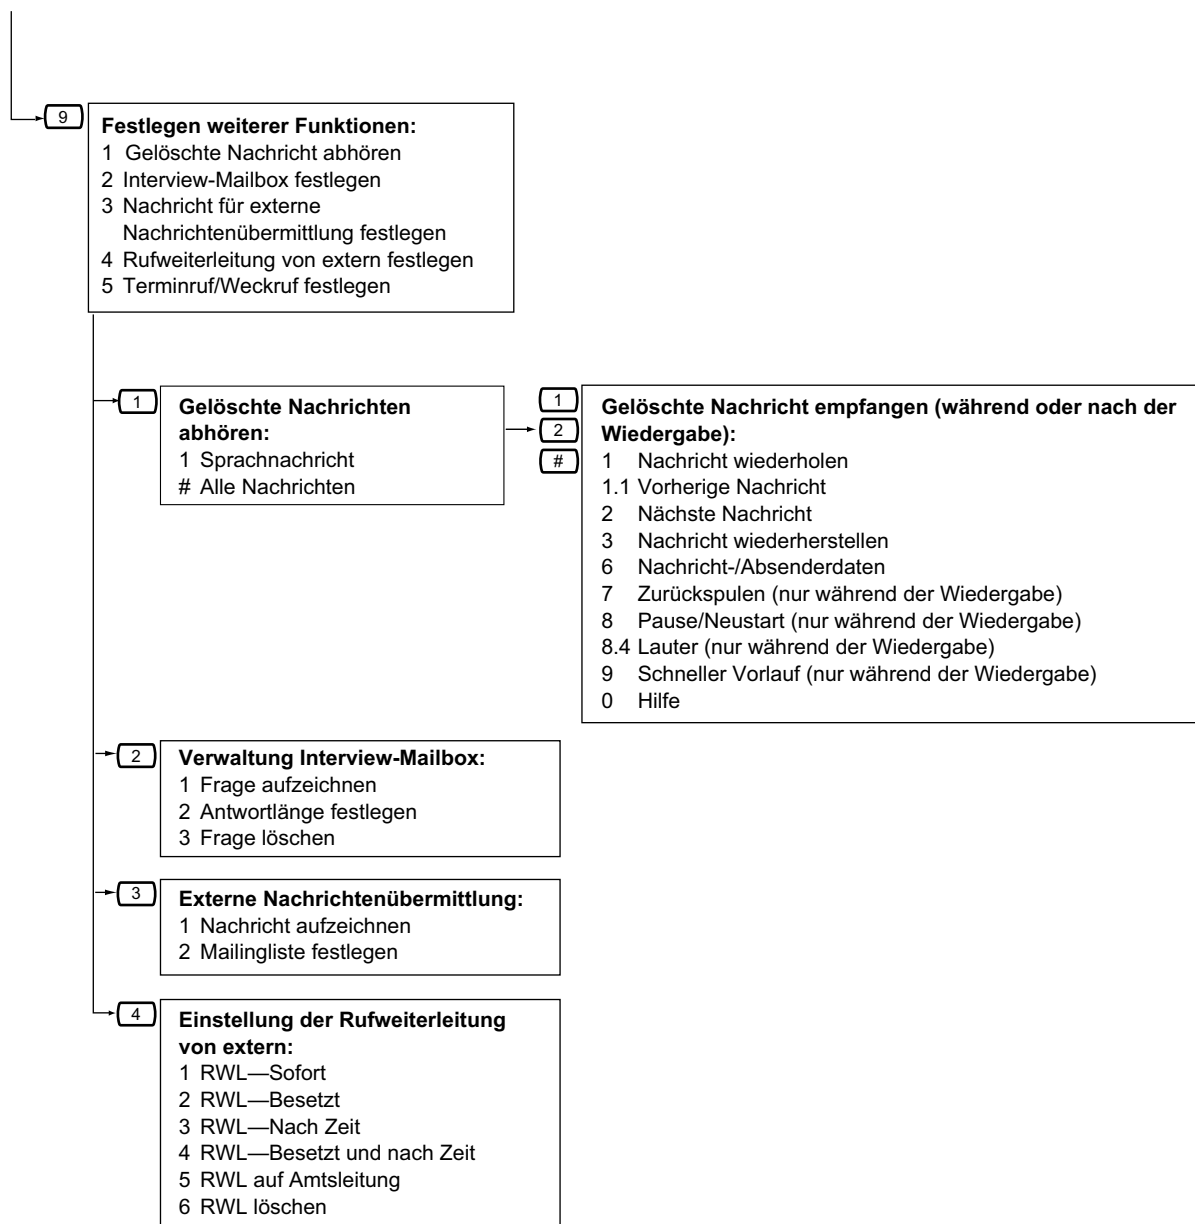 9
Festlegen weiterer Funktionen:
1 Gelöschte Nachricht abhören
2 Interview-Mailbox festlegen
3 Nachricht für externe
Nachrichtenübermittlung festlegen
4 Rufweiterleitung von extern festlegen
5 Terminruf/Weckruf festlegen
1
Gelöschte Nachrichten
abhören:
1 Sprachnachricht
# Alle Nachrichten
1
2
#
Gelöschte Nachricht empfangen (während oder nach der
Wiedergabe):
1 Nachricht wiederholen
1.1 Vorherige Nachricht
2 Nächste Nachricht
3 Nachricht wiederherstellen
6 Nachricht-/Absenderdaten
7 Zurückspulen (nur während der Wiedergabe)
8 Pause/Neustart (nur während der Wiedergabe)
8.4 Lauter (nur während der Wiedergabe)
9 Schneller Vorlauf (nur während der Wiedergabe)
0 Hilfe
2
Verwaltung Interview-Mailbox:
1 Frage aufzeichnen
2 Antwortlänge festlegen
3 Frage löschen
3
Externe Nachrichtenübermittlung:
1 Nachricht aufzeichnen
2 Mailingliste festlegen
4
Einstellung der Rufweiterleitung
von extern:
1 RWL—Sofort
2 RWL—Besetzt
3 RWL—Nach Zeit
4 RWL—Besetzt und nach Zeit
5 RWL auf Amtsleitung
6 RWL löschen